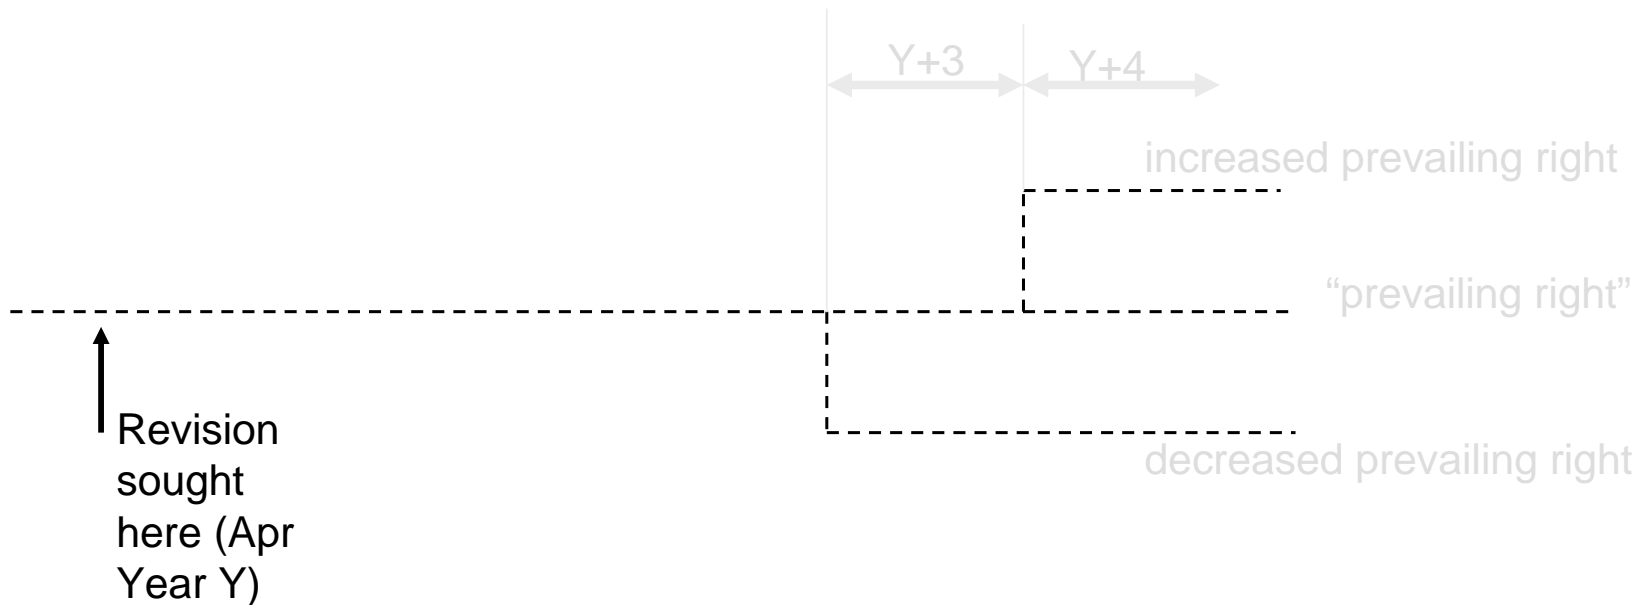 Y+3
Y+4
increased prevailing right
“prevailing right”
decreased prevailing right
Revision
sought
here (Apr
Year Y)